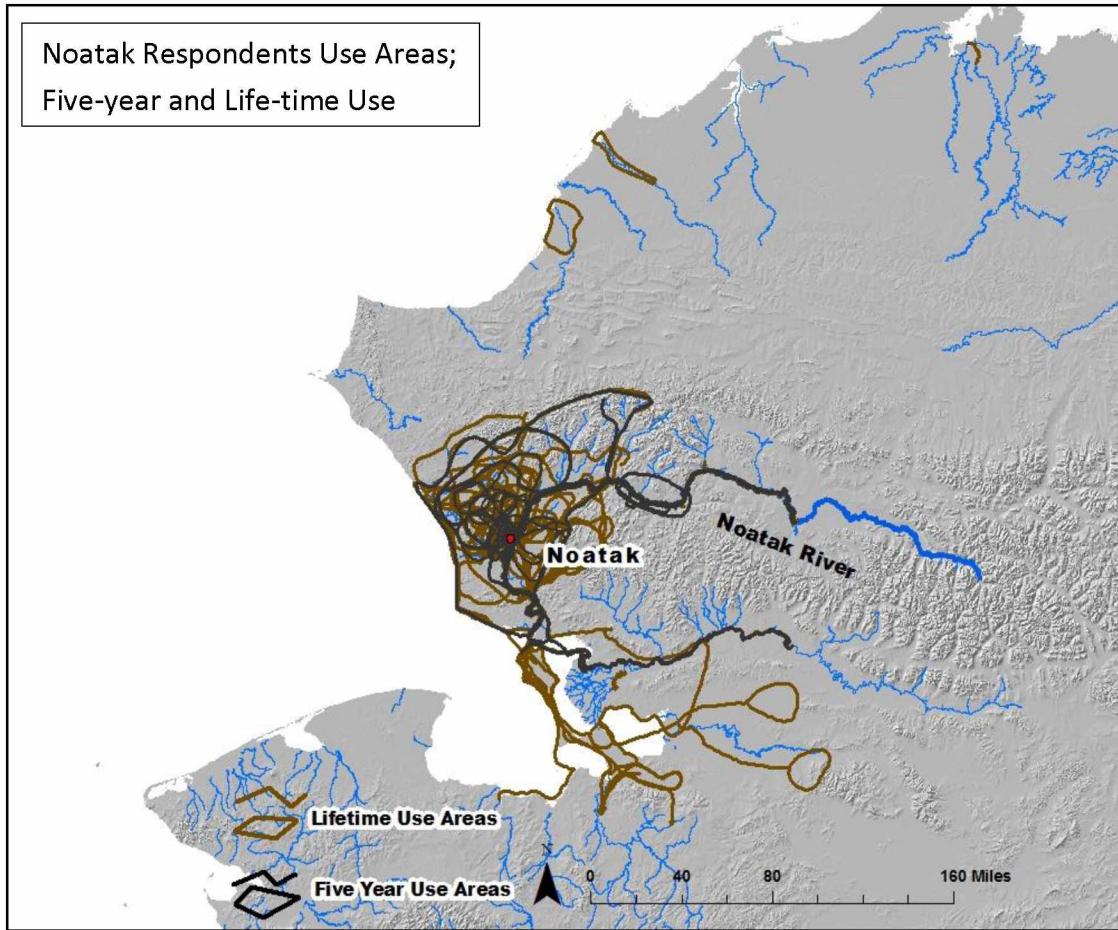 Noatak Respondents Use Areas;
Five-year and Life-time Use
Noatak River
Noatak
Lifetime Use Areas
Five Year Use Areas
N
0 40 80 160 Miles